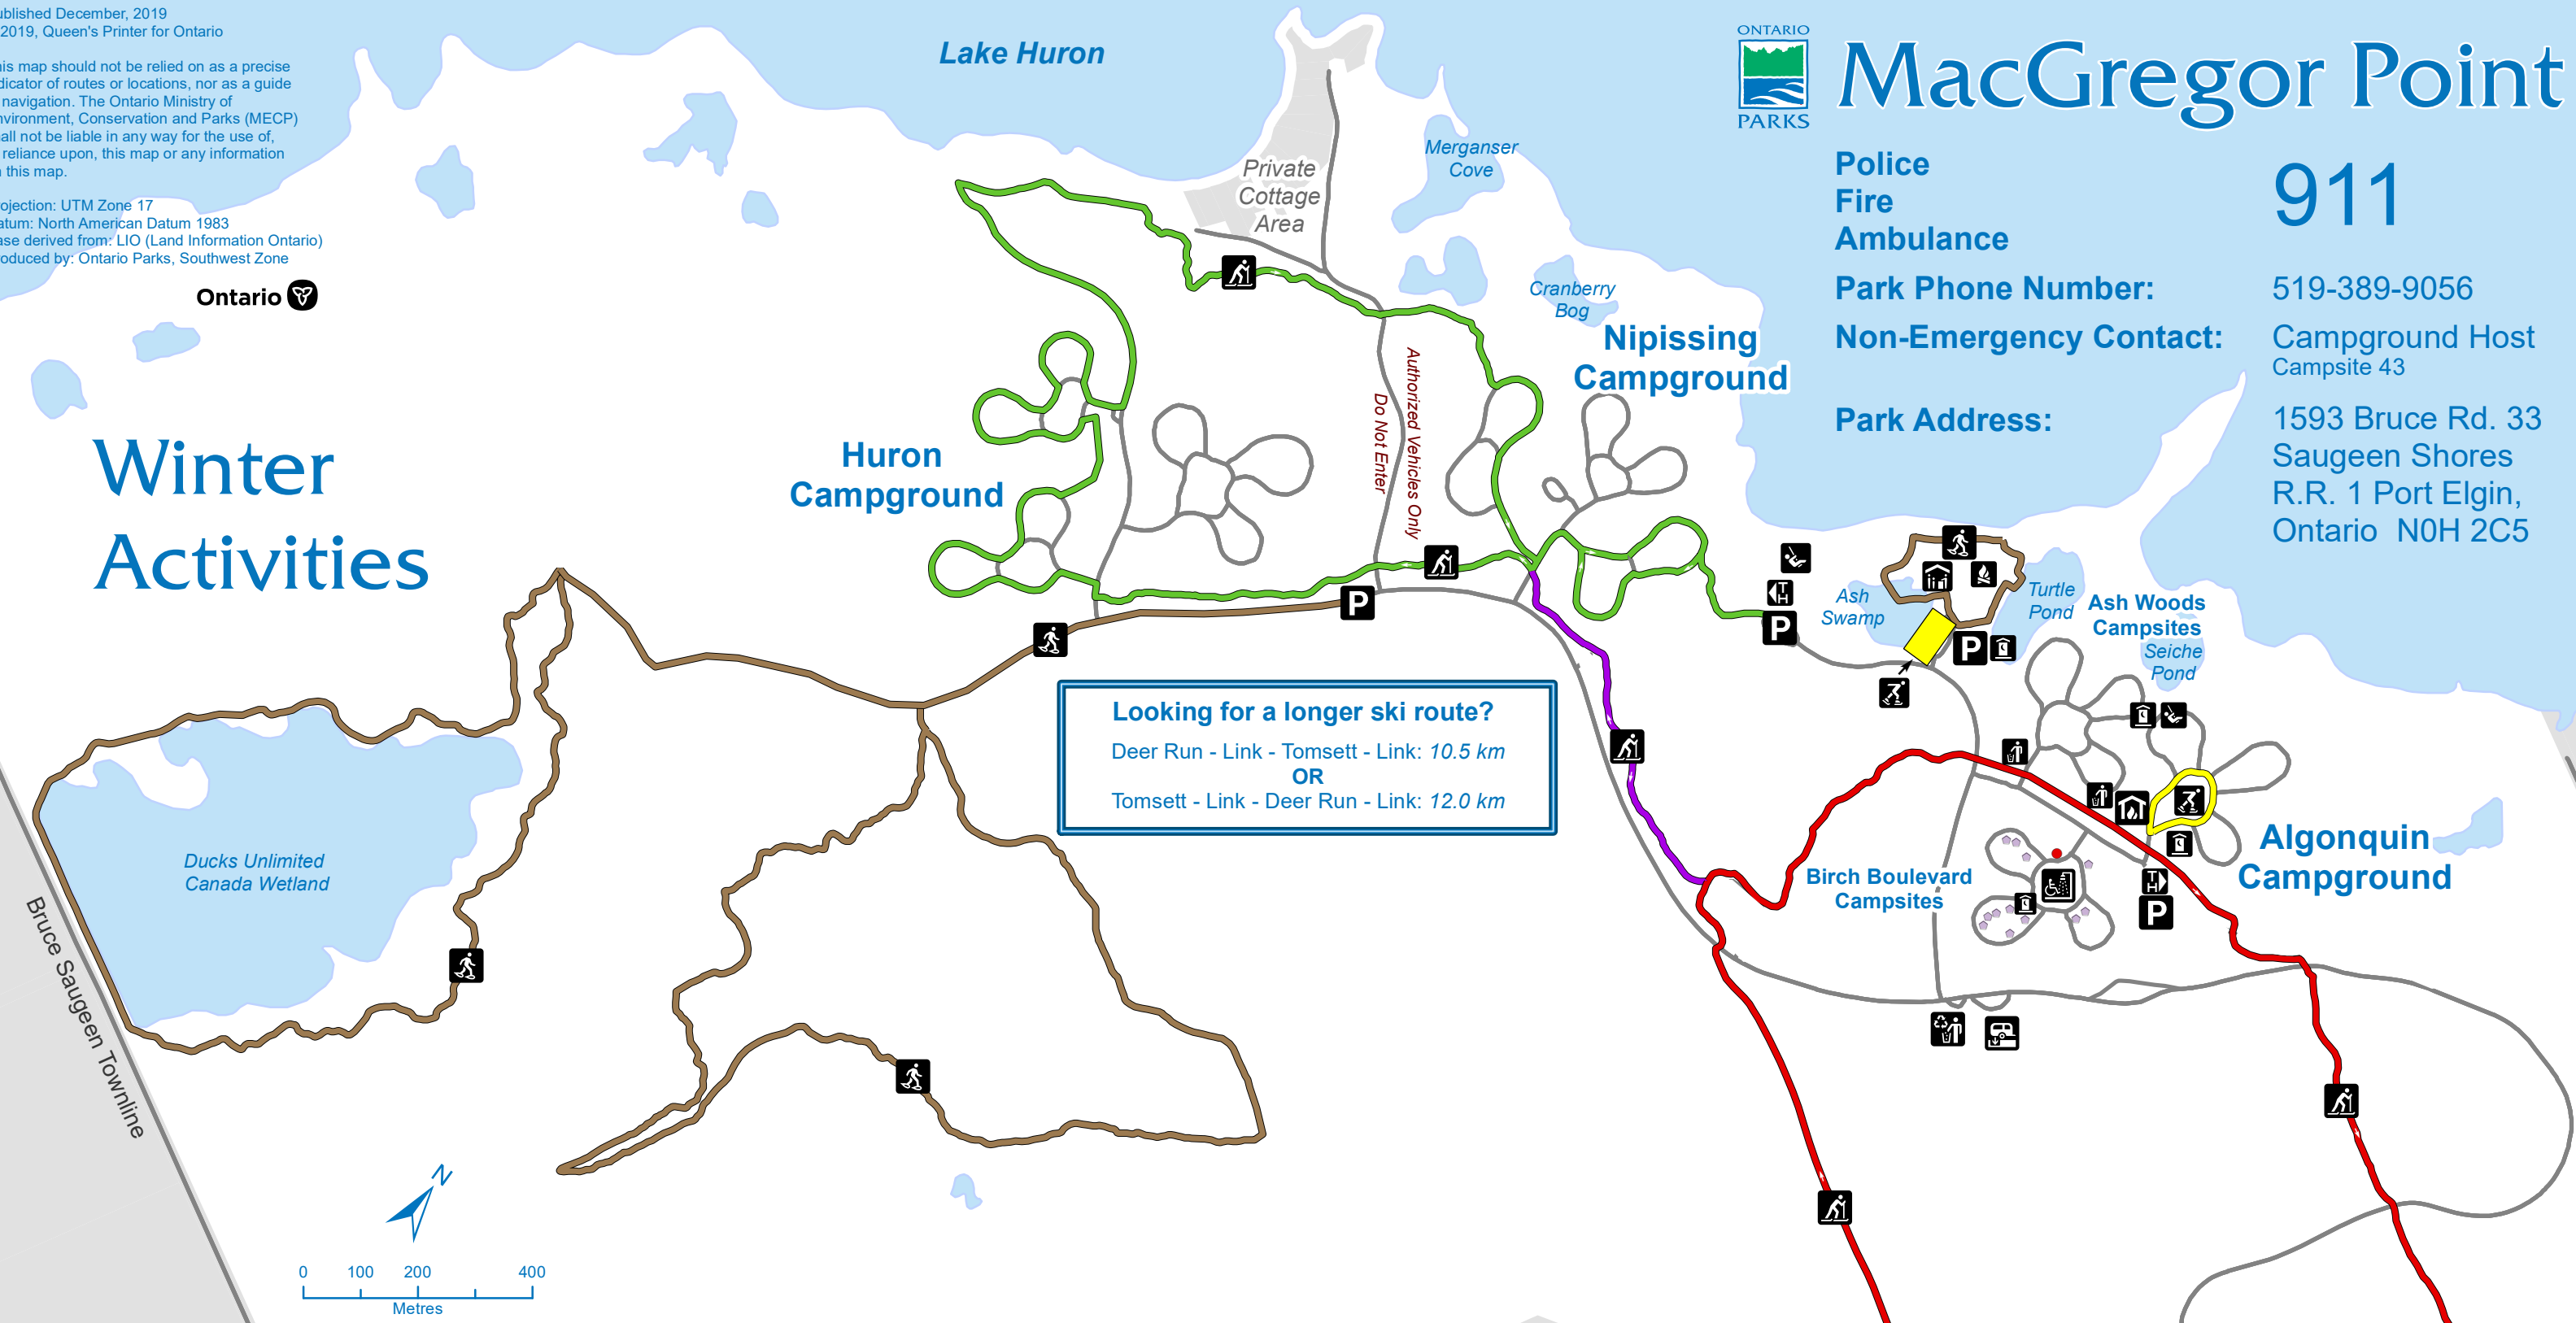 ublished December, 2019
2019, Queen's Printer for Ontario
is map should not be relied on as a precise
dicator of routes or locations, nor as a guide
navigation. The Ontario Ministry of
nvironment, Conservation and Parks (MECP)
all not be liable in any way for the use of,
reliance upon, this map or any information
this map.
ojection: UTM Zone 17
atum: North American Datum 1983
ase derived from: LIO (Land Information Ontario)
oduced by: Ontario Parks, Southwest Zone
Ontario
Winter
Activities
Lake Huron
Private
Cottage
Area
Merganser
Cove
Cranberry
Bog
Nipissing
Campground
Huron
Campground
Authorized Vehicles Only
Do Not Enter
ONTARIO
PARKS
MacGregor Point
Police
Fire
Ambulance
911
Park Phone Number: 519-389-9056
Non-Emergency Contact: Campground Host
Campsite 43
Park Address: 1593 Bruce Rd. 33
Saugeen Shores
R.R. 1 Port Elgin,
Ontario N0H 2C5
TH
P
P
P
Ash
Swamp
Turtle
Pond
Ash Woods
Campsites
Seiche
Pond
Looking for a longer ski route?
Deer Run - Link - Tomsett - Link: 10.5 km
OR
Tomsett - Link - Deer Run - Link: 12.0 km
Ducks Unlimited
Canada Wetland
Bruce Saugeen Townline
Birch Boulevard
Campsites
TH
P
Algonquin
Campground
N
0 100 200 400
Metres